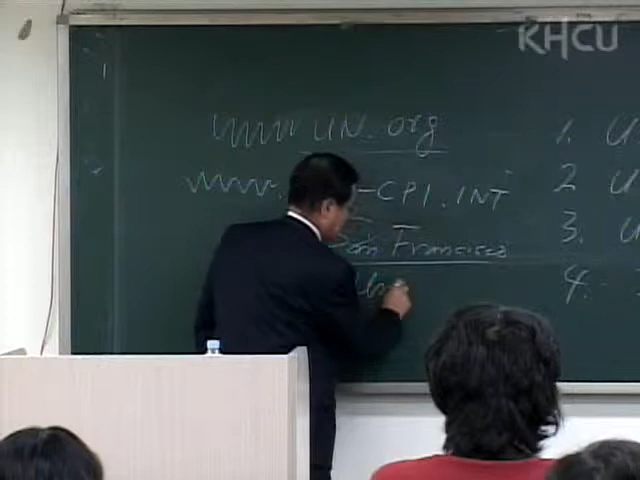 KHCU
www.UN.org
www. -CPI.INT
San Francisco
1. U
2 U
3. U
4.